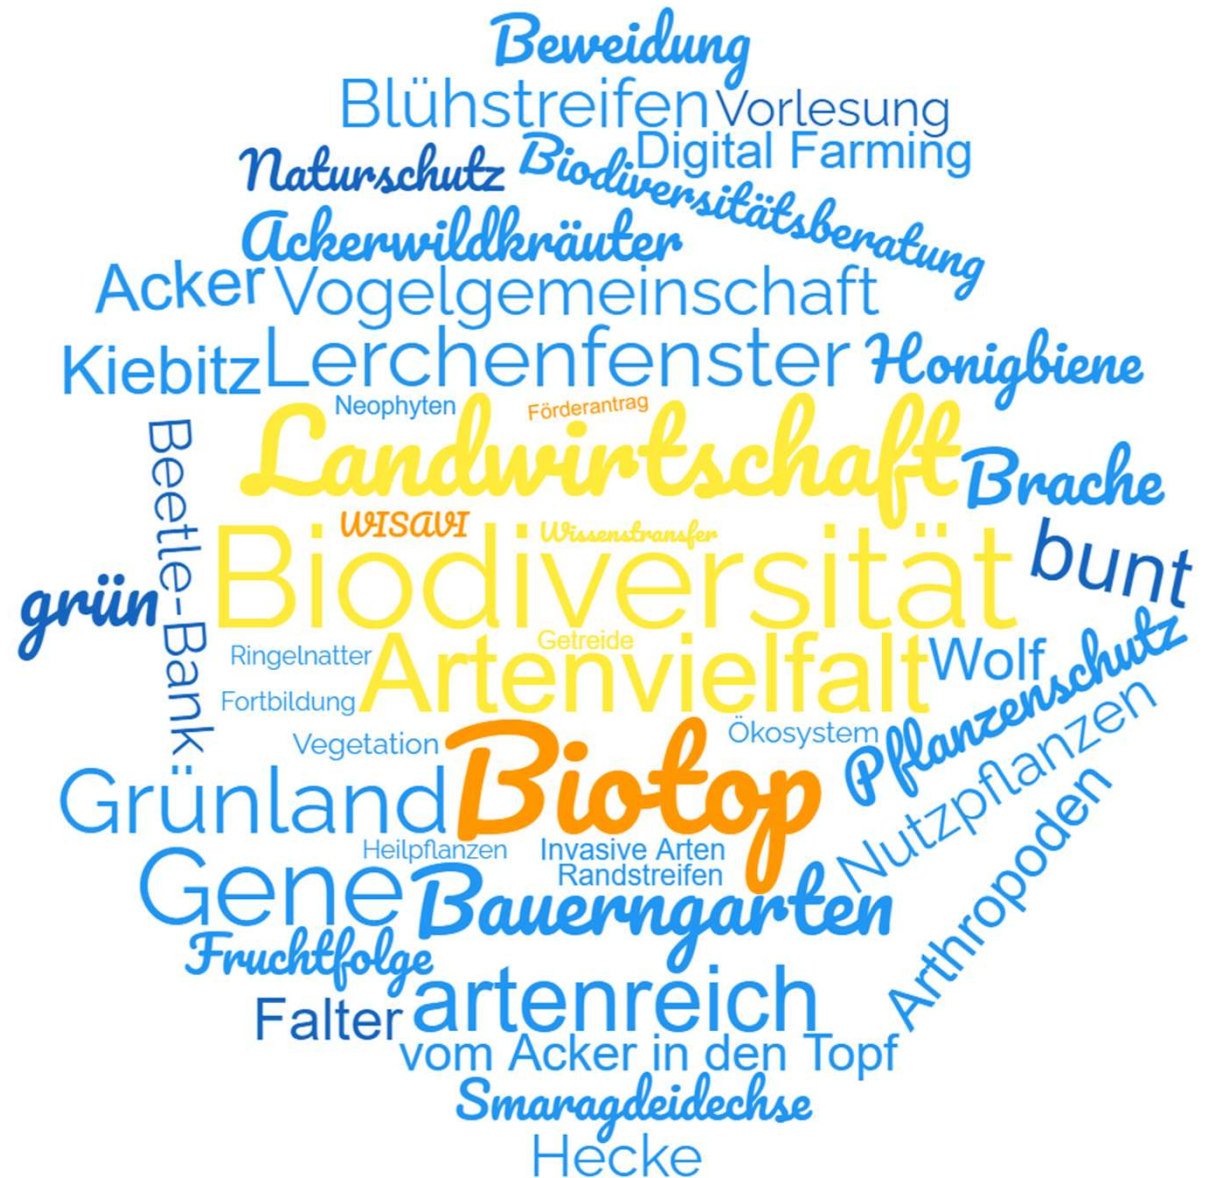 Beweidung
Blühstreifen
Vorlesung
Digital Farming
Naturschutz
Biodiversitätsberatung
Ackerwildkräuter
Acker
Vogelgemeinschaft
Kiebitz
Lerchenfenster
Honigbiene
Neophyten
Förderantrag
Landwirtschaft
Brache
Beetle-Bank
WISAVI
Wissenstransfer
Biodiversität
bunt
grün
Getreide
Ringelnatter
Artenvielfalt
Wolf
Pflanzenschutz
Fortbildung
Vegetation
Ökosystem
Biotop
Nutzpflanzen
Grünland
Arthropoden
Heilpflanzen
Invasive Arten
Randstreifen
Gene
Bauerngarten
Fruchtfolge
Falter
artenreich
vom Acker in den Topf
Smaragdeidechse
Hecke